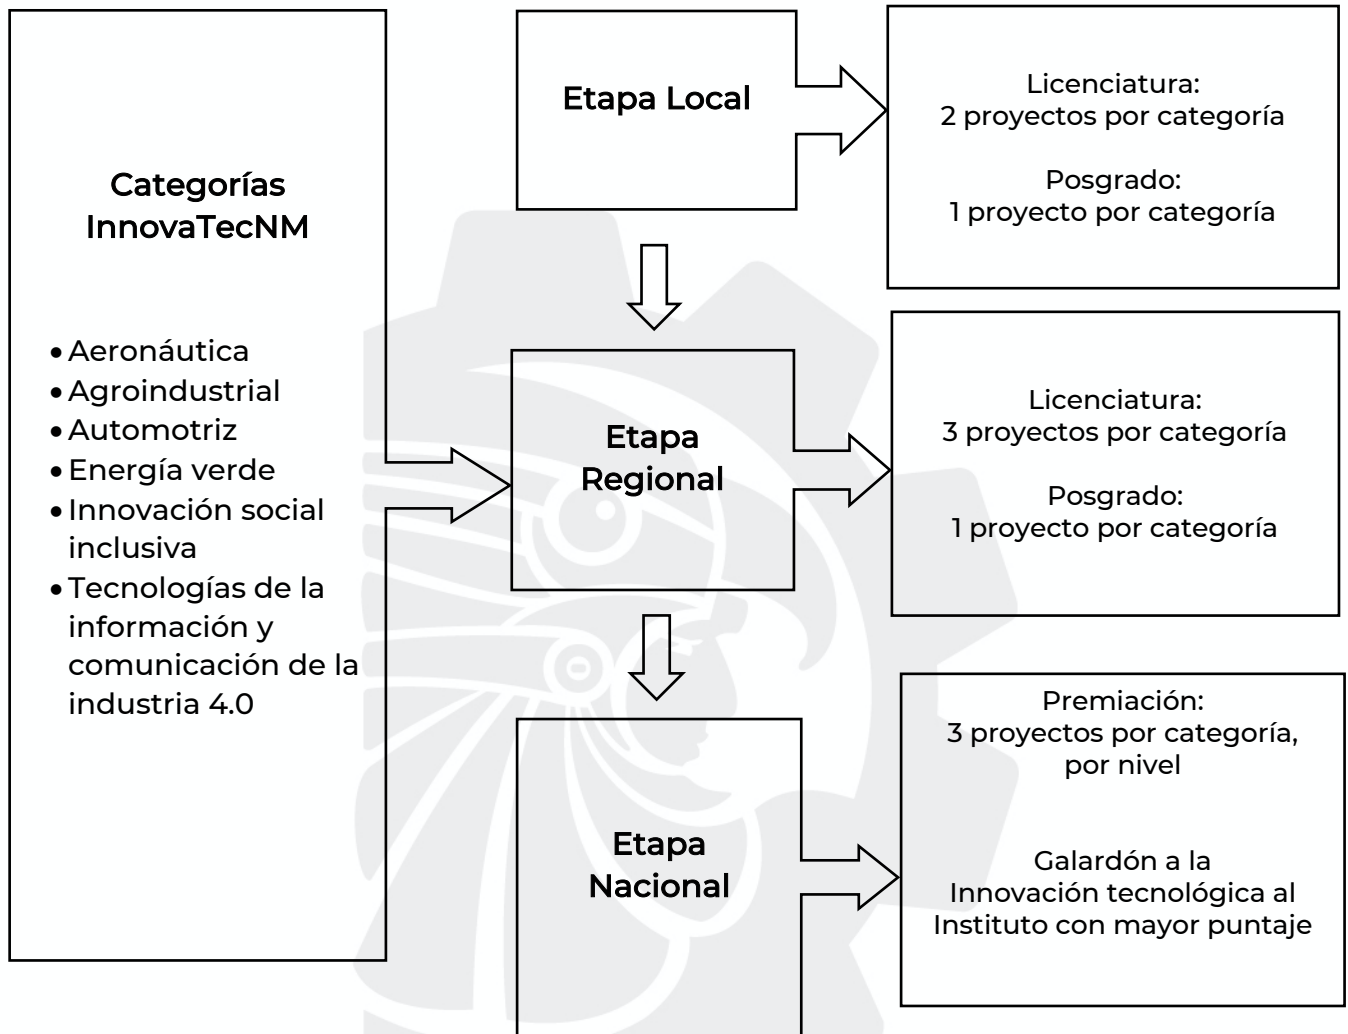 Categorías
InnovaTecNM
• Aeronáutica
• Agroindustrial
• Automotriz
• Energía verde
• Innovación social
inclusiva
• Tecnologías de la
información y
comunicación de la
industria 4.0
Etapa Local
Licenciatura:
2 proyectos por categoría
Posgrado:
1 proyecto por categoría
Etapa
Regional
Licenciatura:
3 proyectos por categoría
Posgrado:
1 proyecto por categoría
Etapa
Nacional
Premiación:
3 proyectos por categoría,
por nivel
Galardón a la
Innovación tecnológica al
Instituto con mayor puntaje